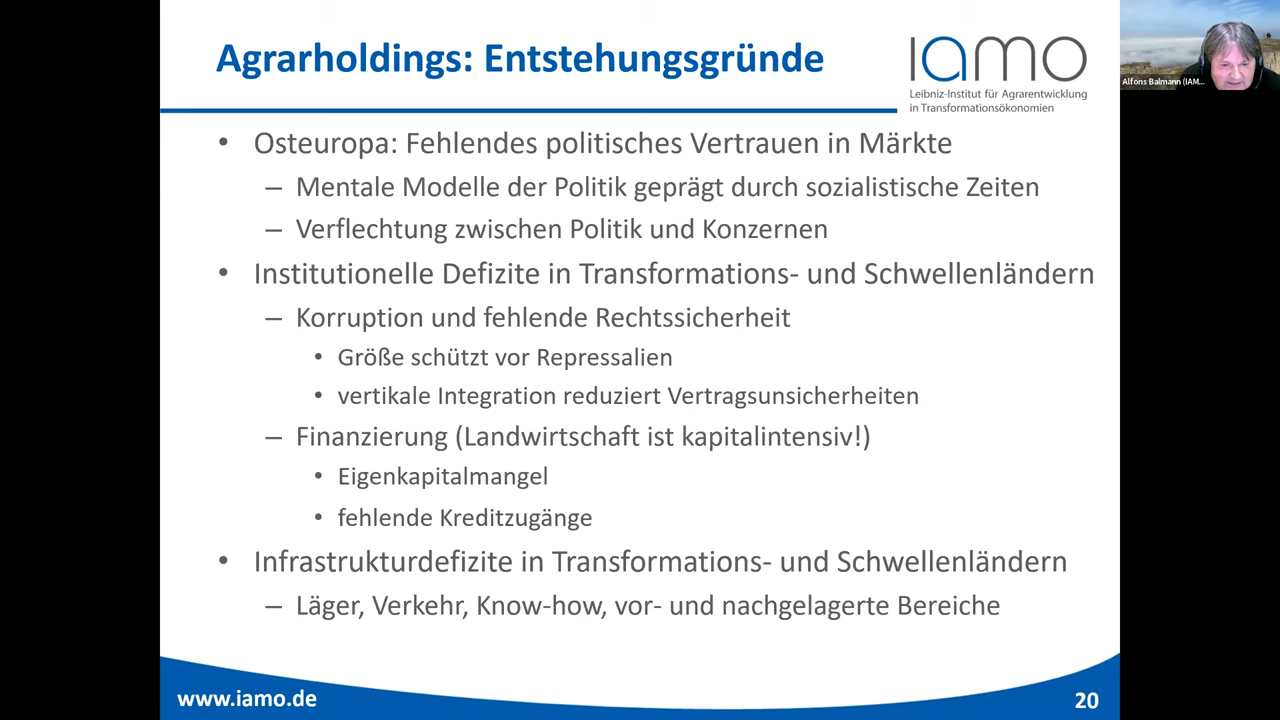 Agrarholdings: Entstehungsgründe
iamo
Leibniz-Institut für Agrarentwicklung
in Transformationsökonomien
Alfons Balmann (IAM...
• Osteuropa: Fehlendes politisches Vertrauen in Märkte
– Mentale Modelle der Politik geprägt durch sozialistische Zeiten
– Verflechtung zwischen Politik und Konzernen
• Institutionelle Defizite in Transformations- und Schwellenländern
– Korruption und fehlende Rechtssicherheit
• Größe schützt vor Repressalien
• vertikale Integration reduziert Vertragsunsicherheiten
– Finanzierung (Landwirtschaft ist kapitalintensiv!)
• Eigenkapitalmangel
• fehlende Kreditzugänge
• Infrastrukturdefizite in Transformations- und Schwellenländern
– Läger, Verkehr, Know-how, vor- und nachgelagerte Bereiche
www.iamo.de
20